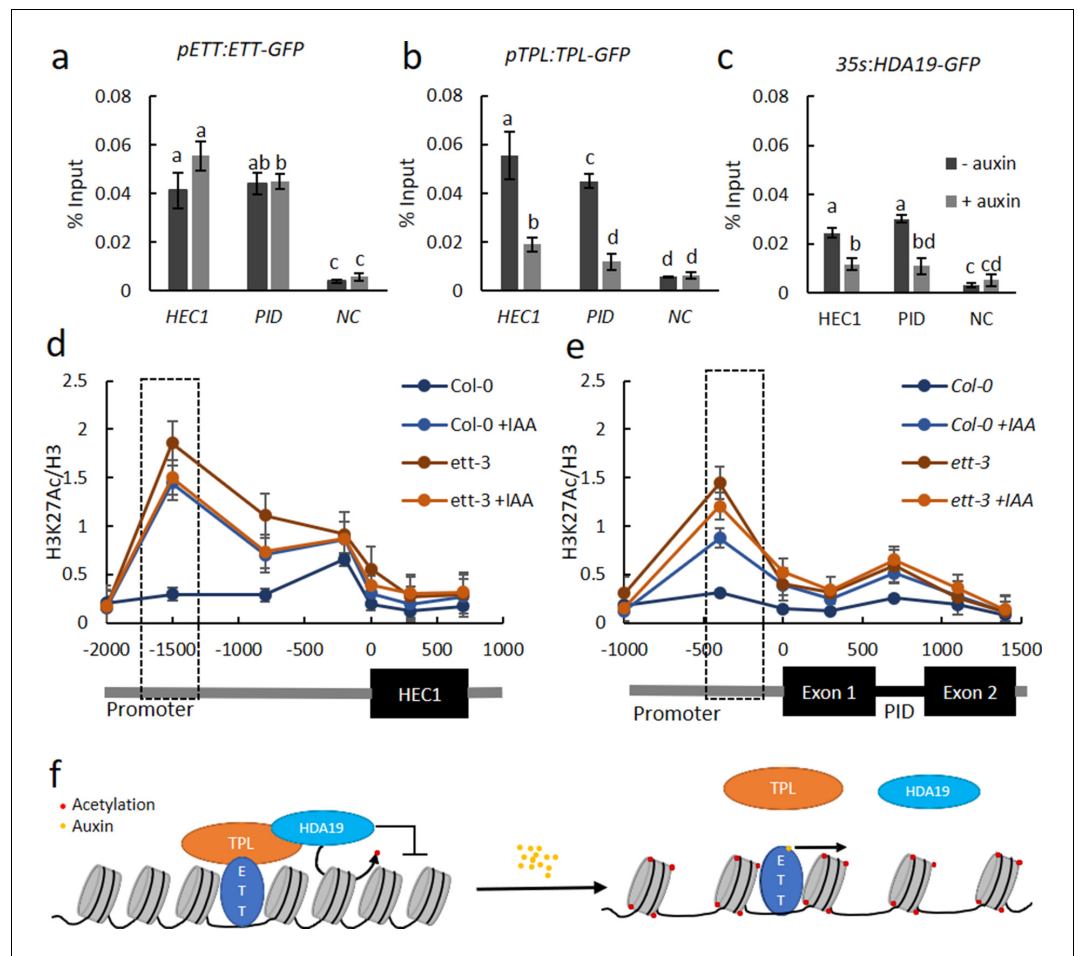 a
pETT:ETT-GFP
% Input
0.08
0.06
0.04
0.02
0
a a ab b c c
HEC1 PID NC
b
pTPL:TPL-GFP
% Input
0.08
0.06
0.04
0.02
0
a b c d d d
HEC1 PID NC
c
35s:HDA19-GFP
% Input
0.08
0.06
0.04
0.02
0
- auxin
+ auxin
a b a bd c cd
HEC1 PID NC
d
H3K27Ac/H3
2.5
2
1.5
1
0.5
0
Col-0
Col-0 +IAA
ett-3
ett-3 +IAA
-2000 -1500 -1000 -500 0 500 1000
HEC1
Promoter
e
H3K27Ac/H3
2.5
2
1.5
1
0.5
0
Col-0
Col-0 +IAA
ett-3
ett-3 +IAA
-1000 -500 0 500 1000 1500
Exon 1 Exon 2
Promoter PID
f
Acetylation
Auxin
TPL
HDA19
ETT
TPL
HDA19
ETT